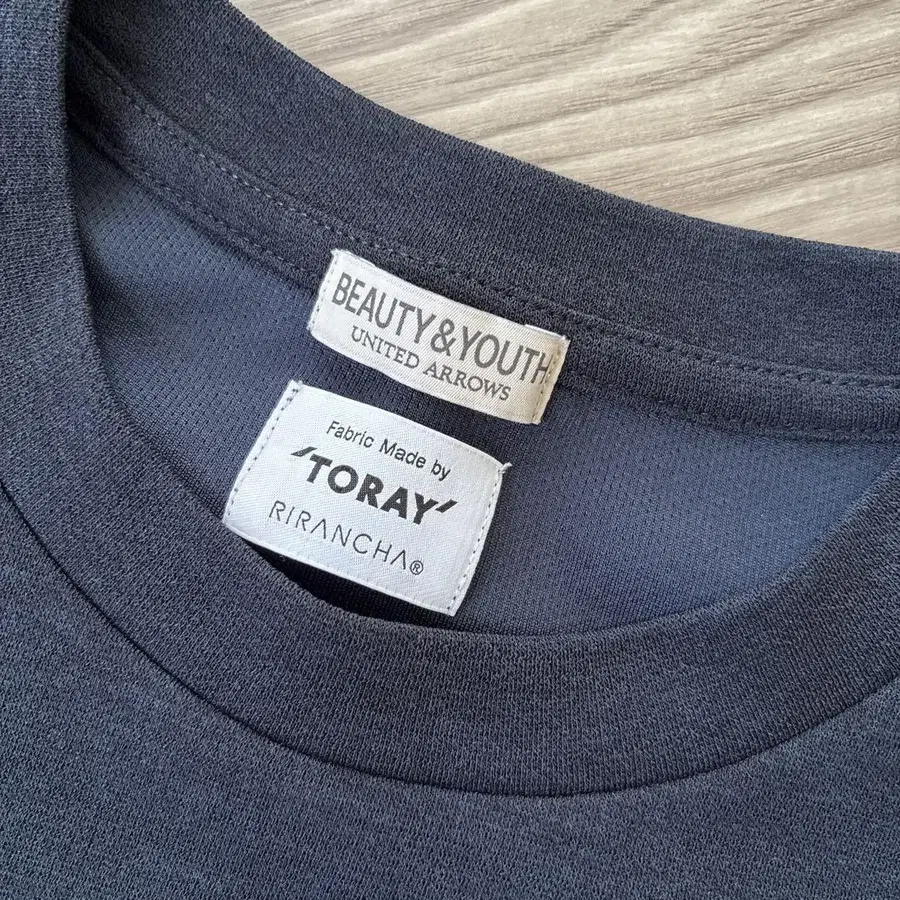 BEAUTY&YOUTH
UNITED ARROWS
Fabric Made by
'TORAY'
RIRANCHA®